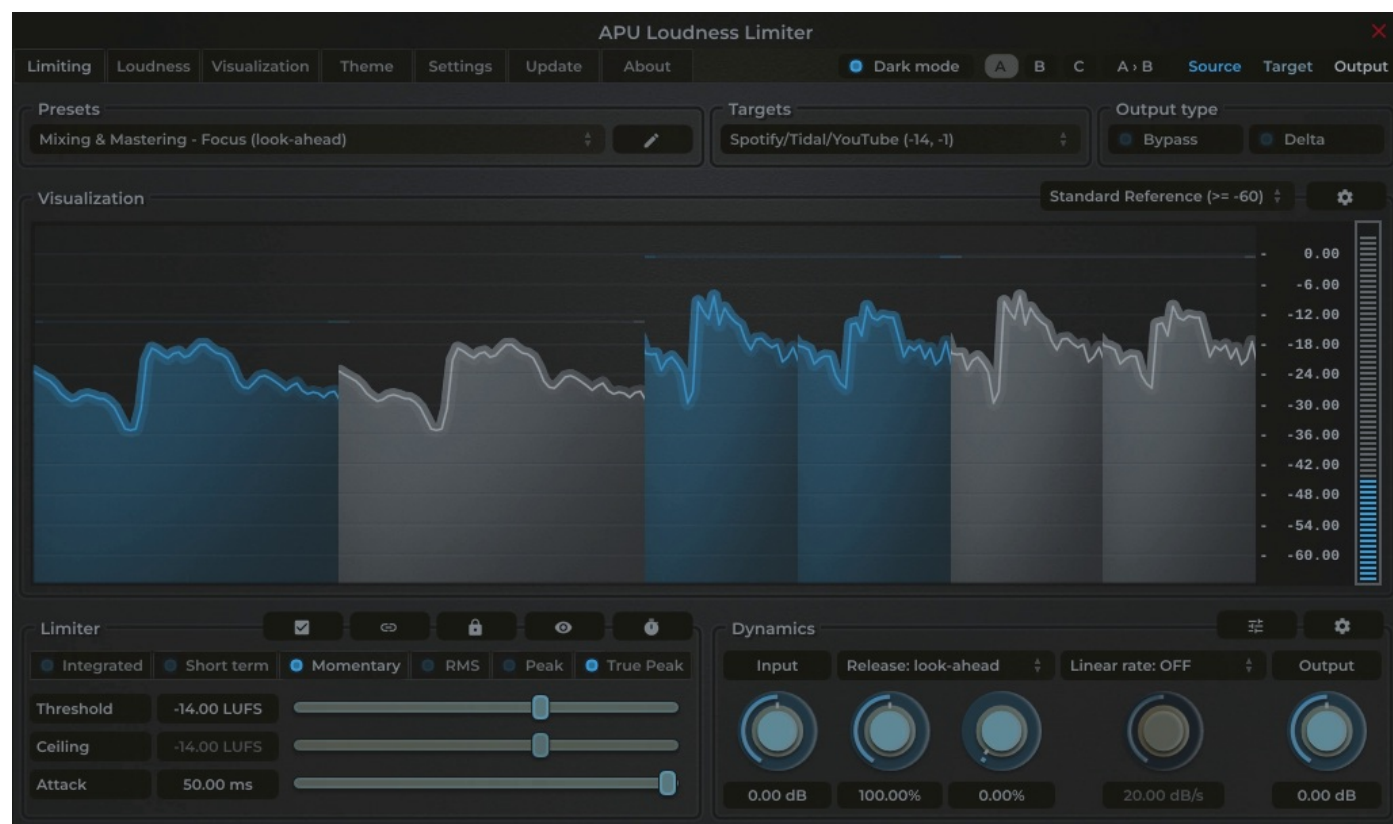 APU Loudness Limiter
Limiting Loudness Visualization Theme Settings Update About Dark mode A B C A › B Source Target Output
Presets Targets Output type
Mixing & Mastering - Focus (look-ahead) Spotify/Tidal/YouTube (-14, -1) Bypass Delta
Visualization Standard Reference (>= -60)
- 0.00
- -6.00
- -12.00
- -18.00
- -24.00
- -30.00
- -36.00
- -42.00
- -48.00
- -54.00
- -60.00
Limiter Dynamics
Integrated Short term Momentary RMS Peak True Peak Input Release: look-ahead Linear rate: OFF Output
Threshold -14.00 LUFS
Ceiling -14.00 LUFS
Attack 50.00 ms
0.00 dB 100.00% 0.00% 20.00 dB/s 0.00 dB